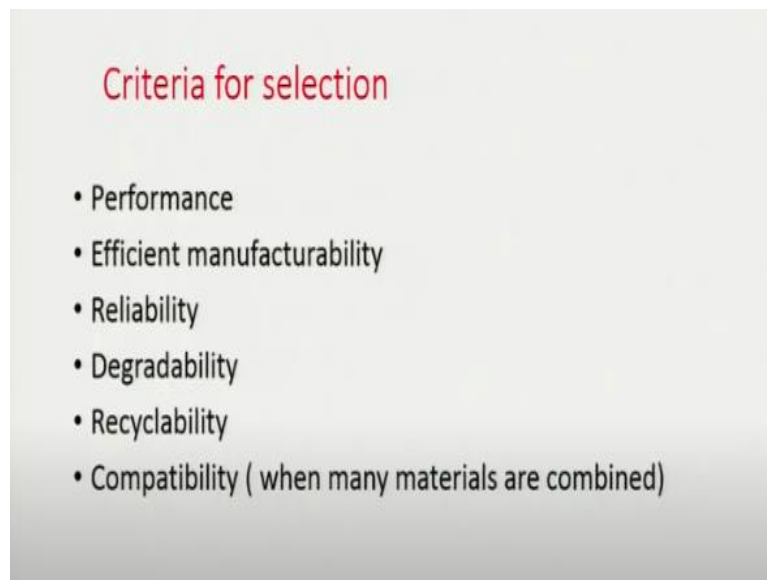 Criteria for selection
• Performance
• Efficient manufacturability
• Reliability
• Degradability
• Recyclability
• Compatibility ( when many materials are combined)